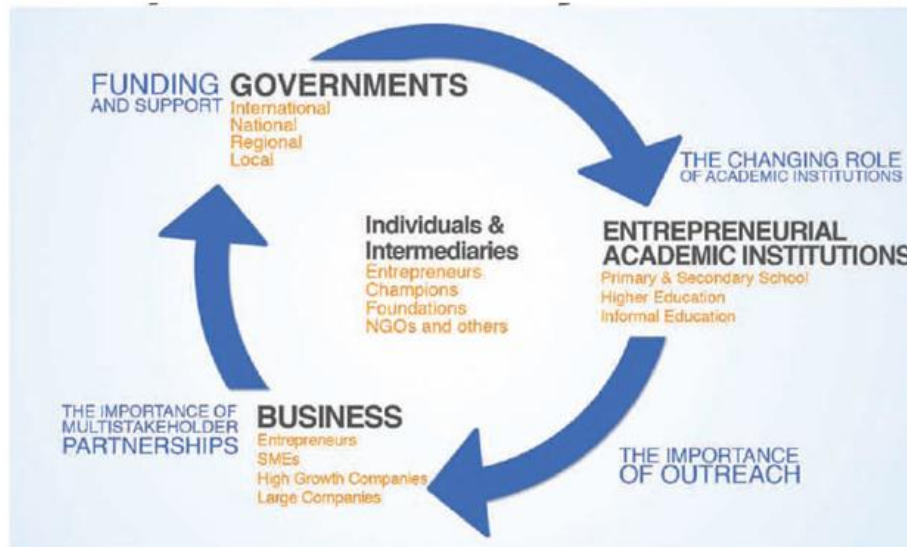 FUNDING
AND SUPPORT
GOVERNMENTS
International
National
Regional
Local
THE CHANGING ROLE
OF ACADEMIC INSTITUTIONS
Individuals &
Intermediaries
Entrepreneurs
Champions
Foundations
NGOs and others
ENTREPRENEURIAL
ACADEMIC INSTITUTIONS
Primary & Secondary School
Higher Education
Informal Education
THE IMPORTANCE OF
MULTISTAKEHOLDER
PARTNERSHIPS
BUSINESS
Entrepreneurs
SMEs
High Growth Companies
Large Companies
THE IMPORTANCE
OF OUTREACH